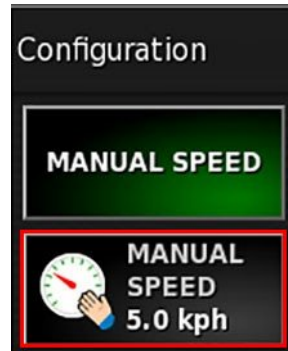 Configuration
MANUAL SPEED
MANUAL
SPEED
5.0 kph